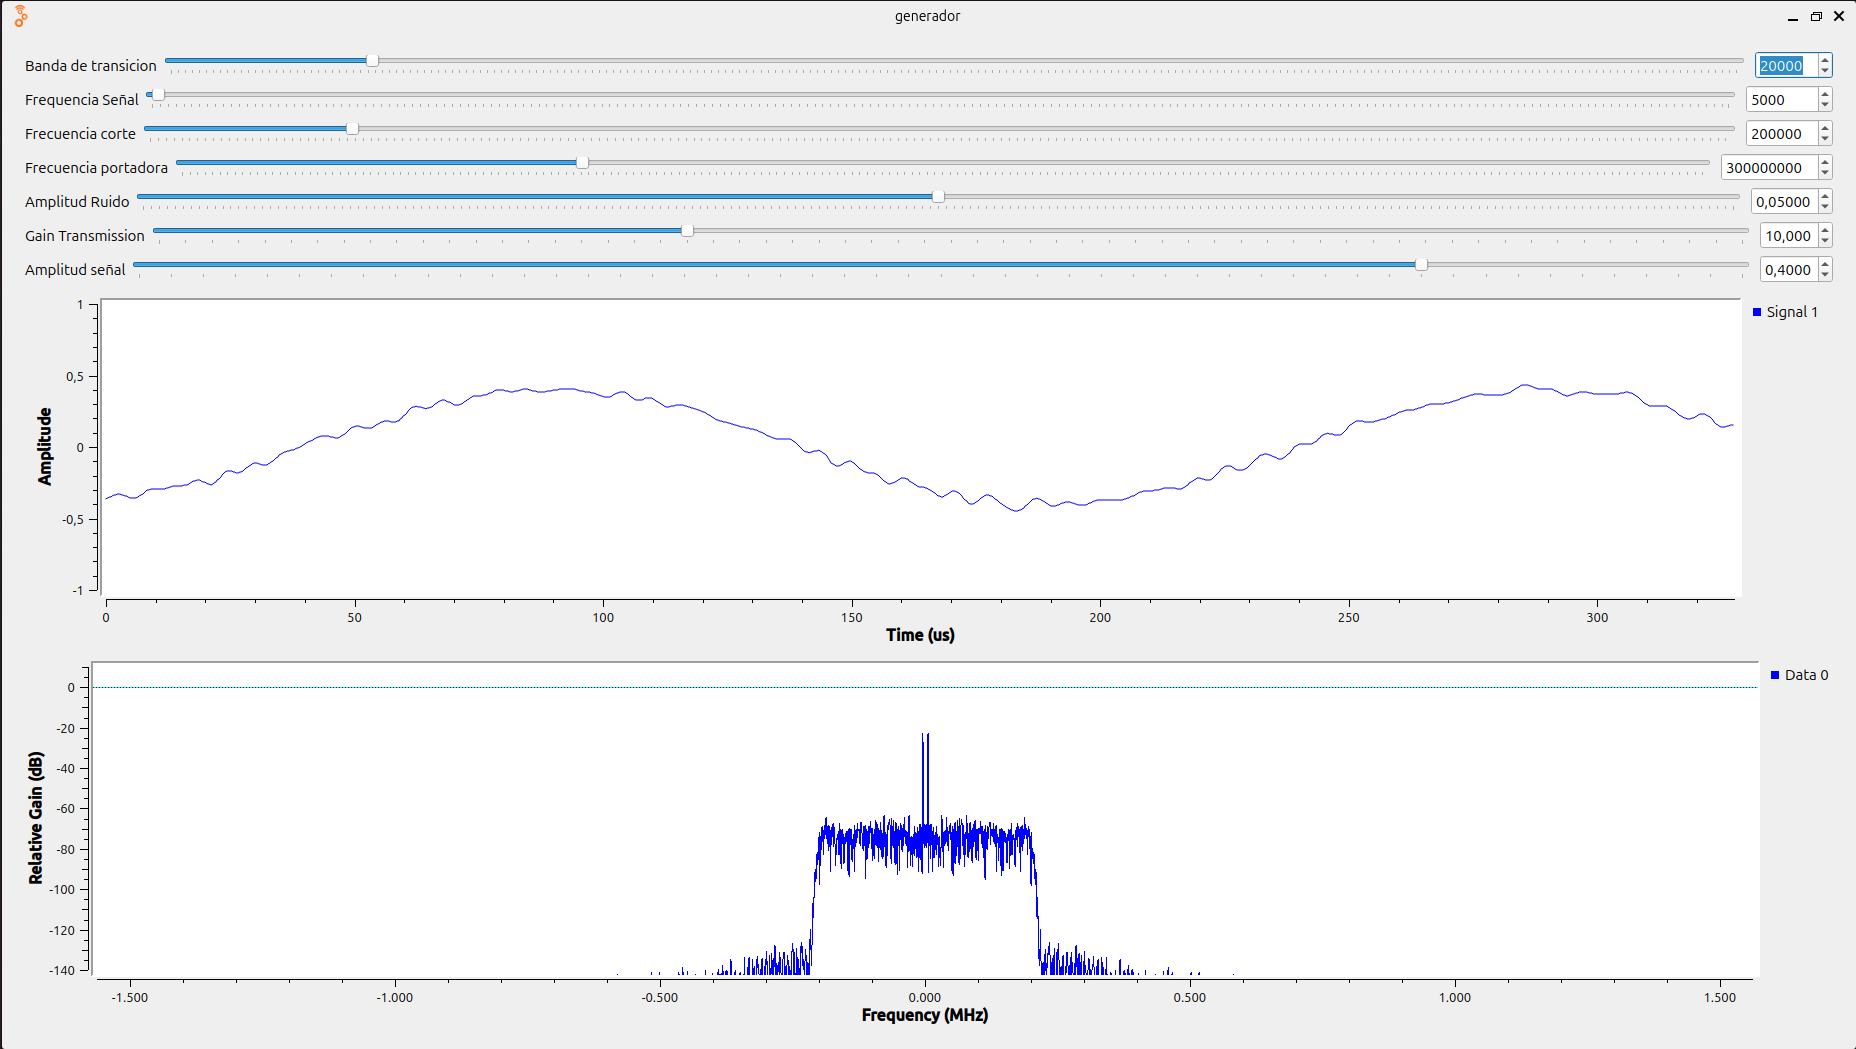 generador
Banda de transicion 20000
Frequencia Señal 5000
Frecuencia corte 200000
Frecuencia portadora 300000000
Amplitud Ruido 0,05000
Gain Transmission 10,000
Amplitud señal 0,4000
Signal 1
Amplitude
1
0,5
0
-0,5
-1
0 50 100 150 200 250 300
Time (us)
Data 0
Relative Gain (dB)
0
-20
-40
-60
-80
-100
-120
-140
-1.500 -1.000 -0.500 0.000 0.500 1.000 1.500
Frequency (MHz)